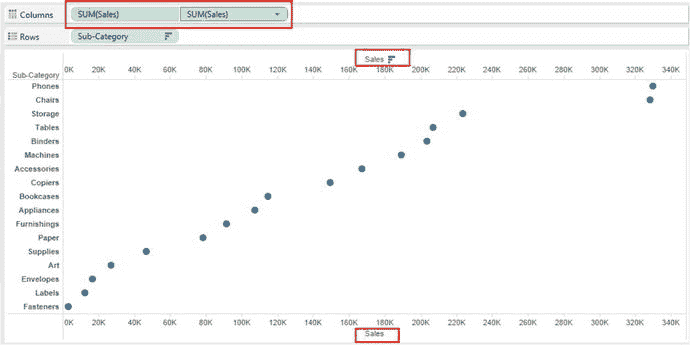 Columns SUM(Sales) SUM(Sales)
Rows Sub-Category
Sales
Sub-Category 0K 20K 40K 60K 80K 100K 120K 140K 160K 180K 200K 220K 240K 260K 280K 300K 320K 340K
Phones
Chairs
Storage
Tables
Binders
Machines
Accessories
Copiers
Bookcases
Appliances
Furnishings
Paper
Supplies
Art
Envelopes
Labels
Fasteners
0K 20K 40K 60K 80K 100K 120K 140K 160K 180K 200K 220K 240K 260K 280K 300K 320K 340K
Sales